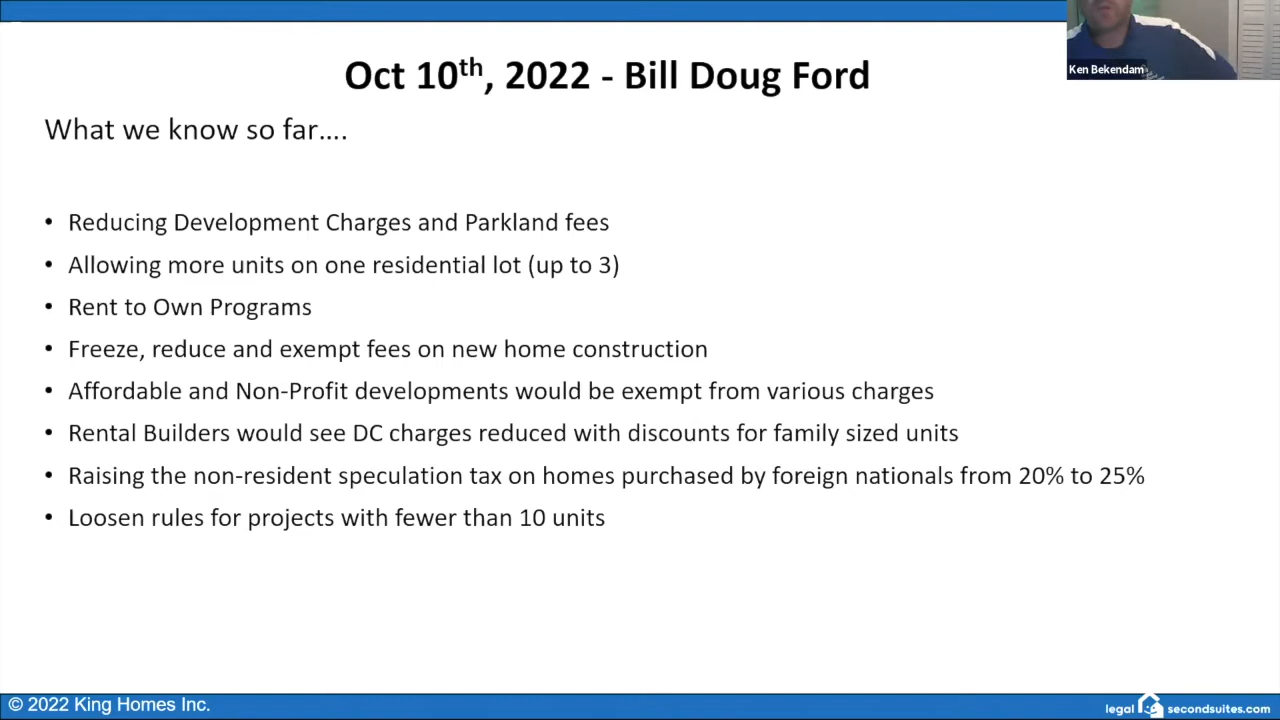 Oct 10th, 2022 - Bill Doug Ford
Ken Bekendam
What we know so far....
• Reducing Development Charges and Parkland fees
• Allowing more units on one residential lot (up to 3)
• Rent to Own Programs
• Freeze, reduce and exempt fees on new home construction
• Affordable and Non-Profit developments would be exempt from various charges
• Rental Builders would see DC charges reduced with discounts for family sized units
• Raising the non-resident speculation tax on homes purchased by foreign nationals from 20% to 25%
• Loosen rules for projects with fewer than 10 units
© 2022 King Homes Inc.
legal secondsuites.com